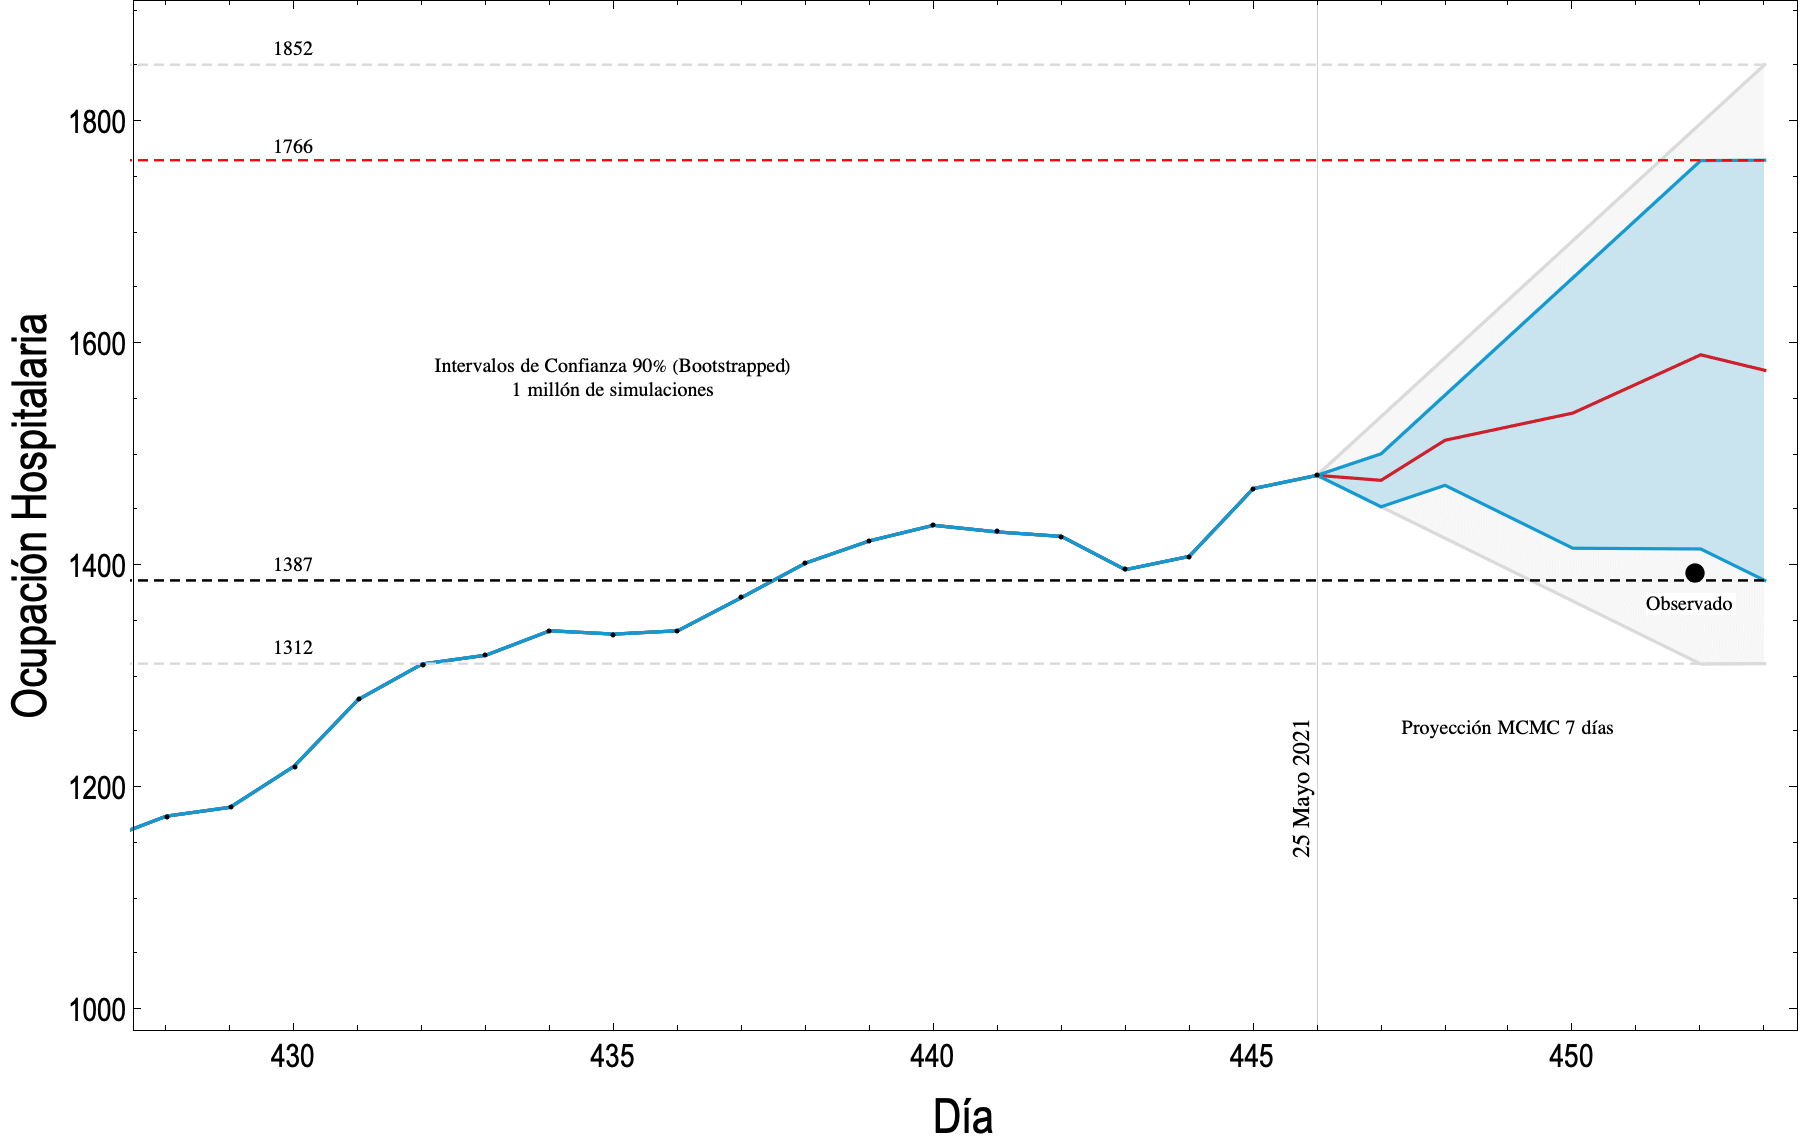 1852
1800
1766
1600
Intervalos de Confianza 90% (Bootstrapped)
1 millón de simulaciones
1400
1387
Observado
1312
Ocupación Hospitalaria
Proyección MCMC 7 días
25 Mayo 2021
1200
1000
430 435 440 445 450
Día